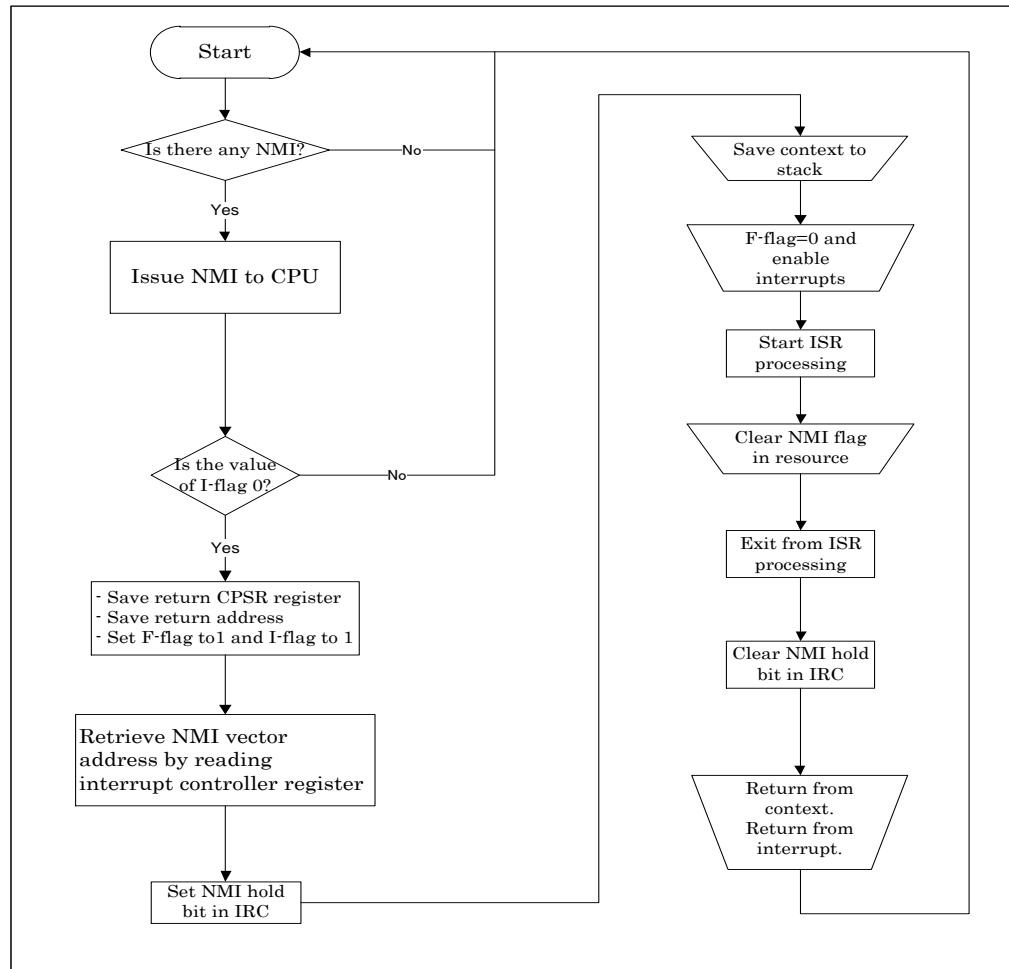 Start
Is there any NMI?
No
Yes
Issue NMI to CPU
Is the value
of I-flag 0?
No
Yes
- Save return CPSR register
- Save return address
- Set F-flag to1 and I-flag to 1
Retrieve NMI vector
address by reading
interrupt controller register
Set NMI hold
bit in IRC
Save context to
stack
F-flag=0 and
enable
interrupts
Start ISR
processing
Clear NMI flag
in resource
Exit from ISR
processing
Clear NMI hold
bit in IRC
Return from
context.
Return from
interrupt.